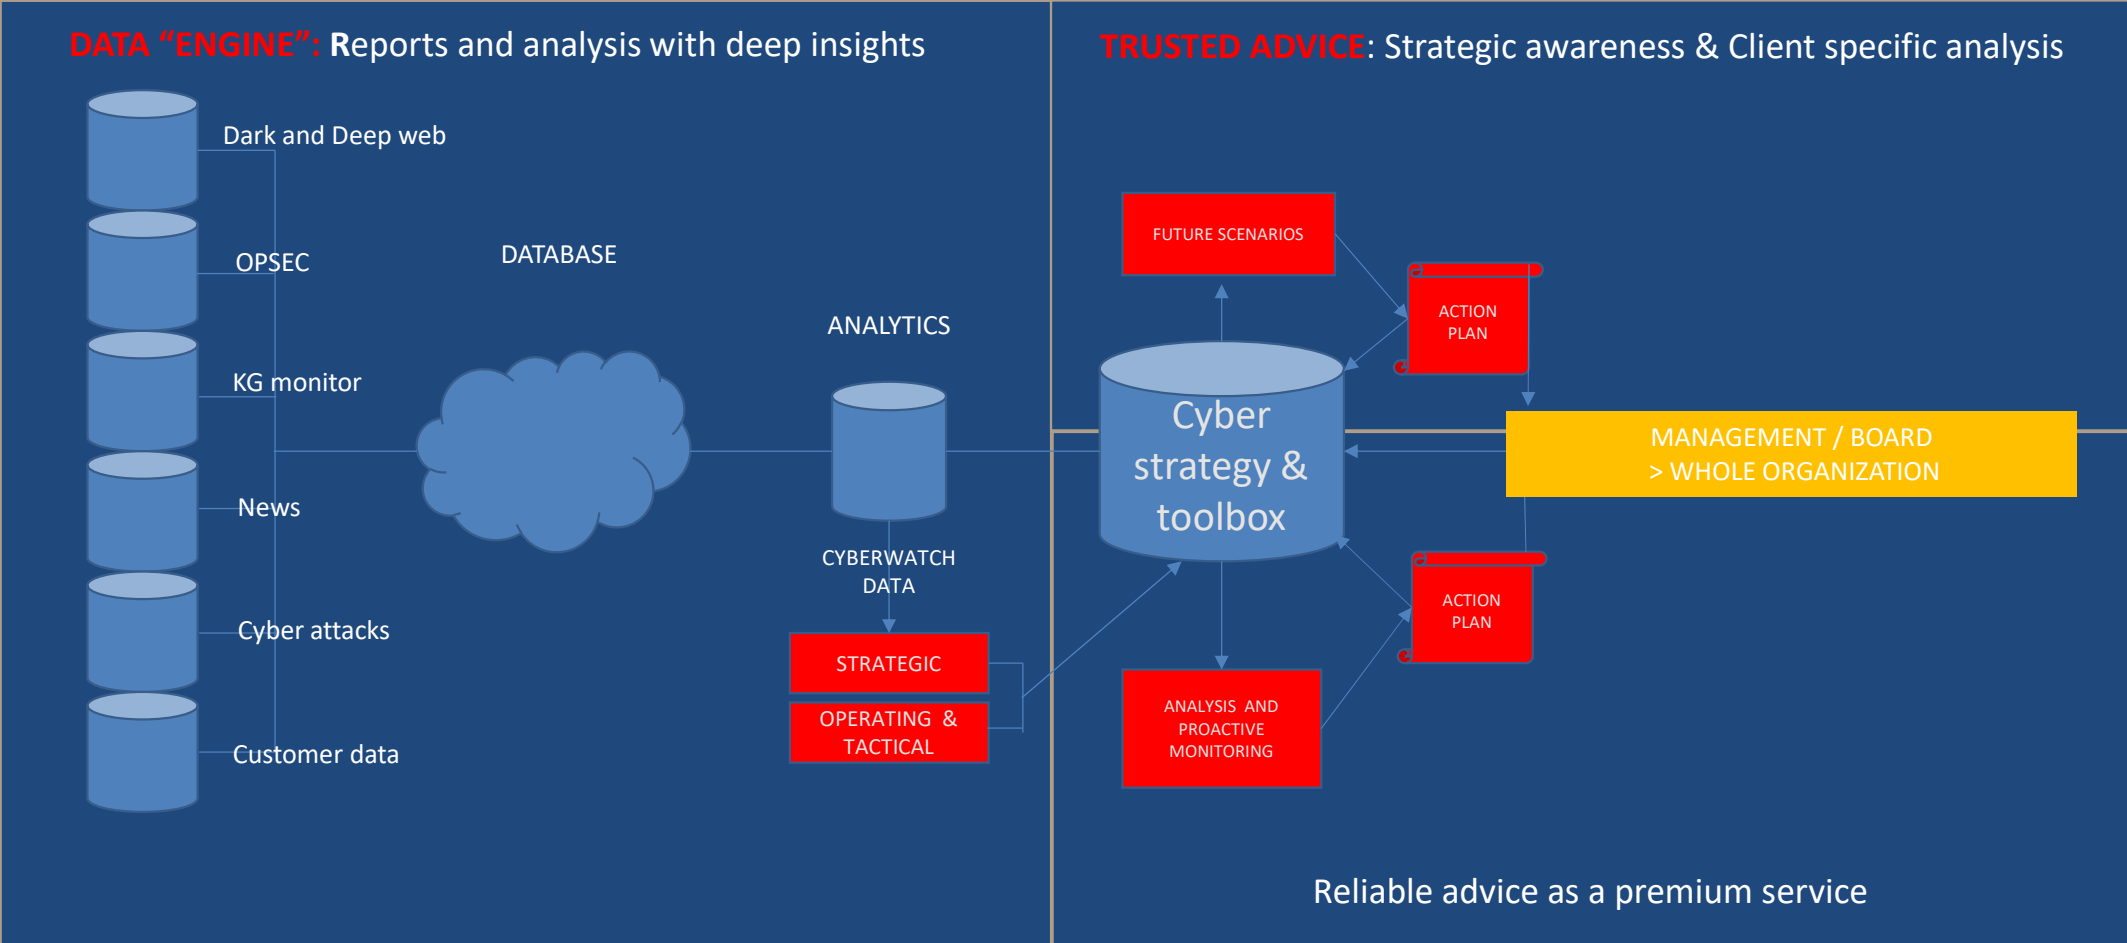 DATA “ENGINE”: Reports and analysis with deep insights
Dark and Deep web
OPSEC
KG monitor
News
Cyber attacks
Customer data
DATABASE
ANALYTICS
CYBERWATCH
DATA
STRATEGIC
OPERATING &
TACTICAL
TRUSTED ADVICE: Strategic awareness & Client specific analysis
FUTURE SCENARIOS
ACTION
PLAN
Cyber
strategy &
toolbox
MANAGEMENT / BOARD
> WHOLE ORGANIZATION
ACTION
PLAN
ANALYSIS AND
PROACTIVE
MONITORING
Reliable advice as a premium service